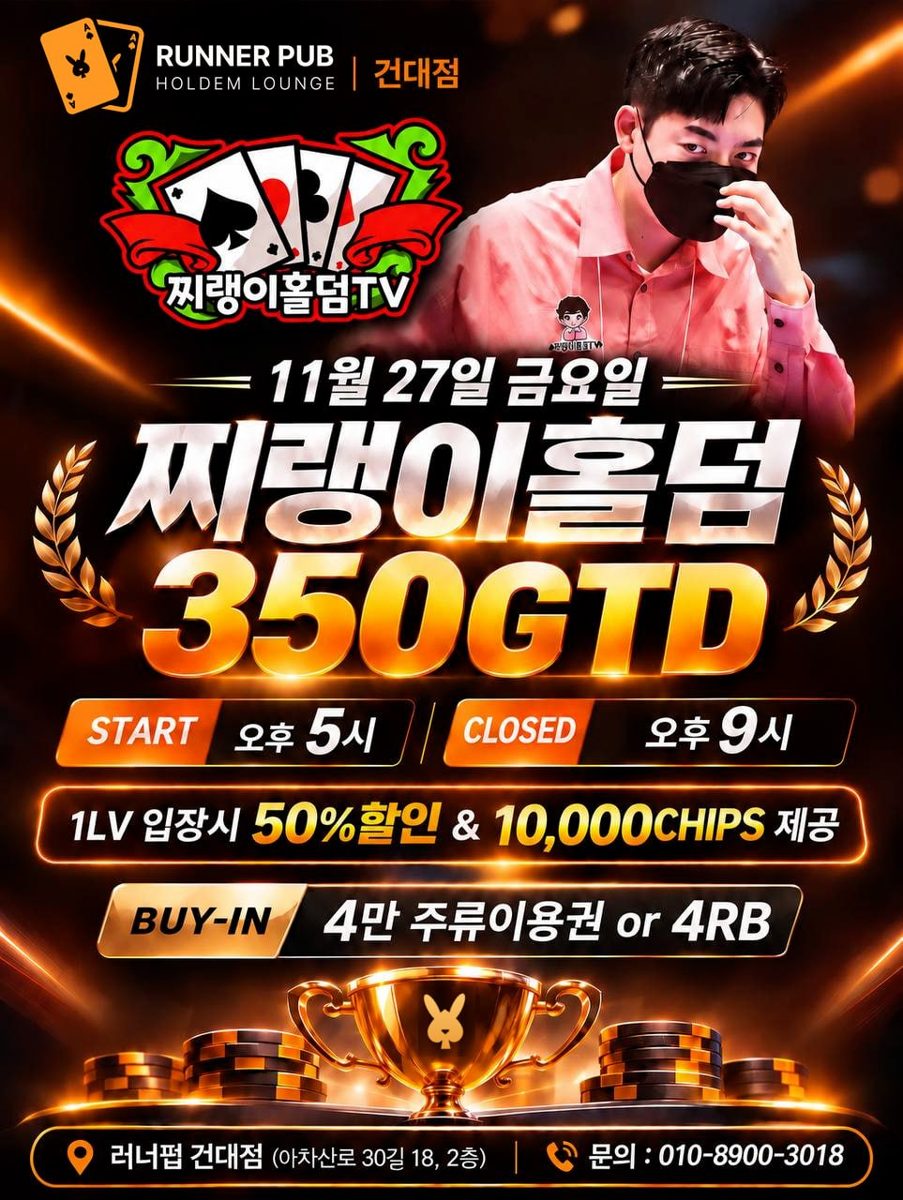 RUNNER PUB
HOLDEM LOUNGE | 건대점
찌랭이홀덤TV
11월 27일 금요일
찌랭이홀덤
350GTD
START 오후 5시 | CLOSED 오후 9시
1LV 입장시 50%할인 & 10,000CHIPS 제공
BUY-IN 4만 주류이용권 or 4RB
러너펍 건대점 (아차산로 30길 18, 2층) | 문의 : 010-8900-3018